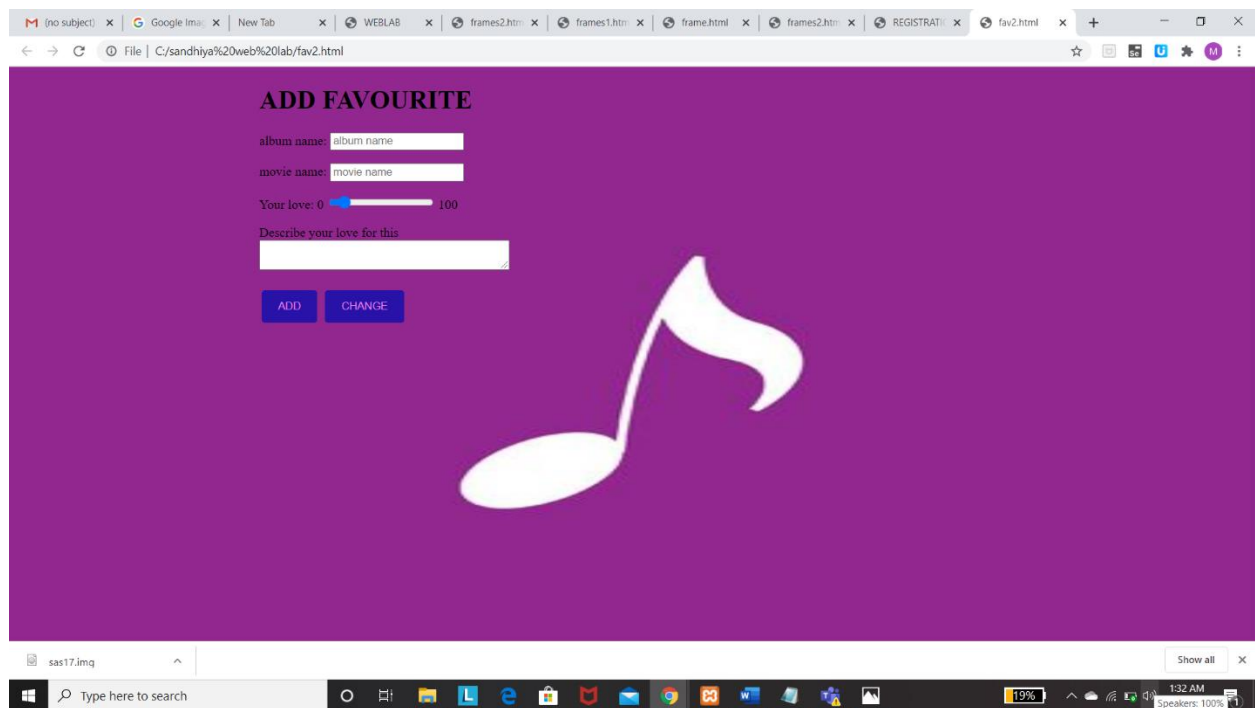 (no subject)
Google Imag
New Tab
WEBLAB
frames2.htm
frames1.htm
frame.html
frames2.htm
REGISTRATIO
fav2.html
File | C:/sandhiya%20web%20lab/fav2.html
Se
M
ADD FAVOURITE
album name: album name
movie name: movie name
Your love: 0 100
Describe your love for this
ADD CHANGE
sas17.img
Show all
Type here to search
19%
1:32 AM
Speakers: 100%